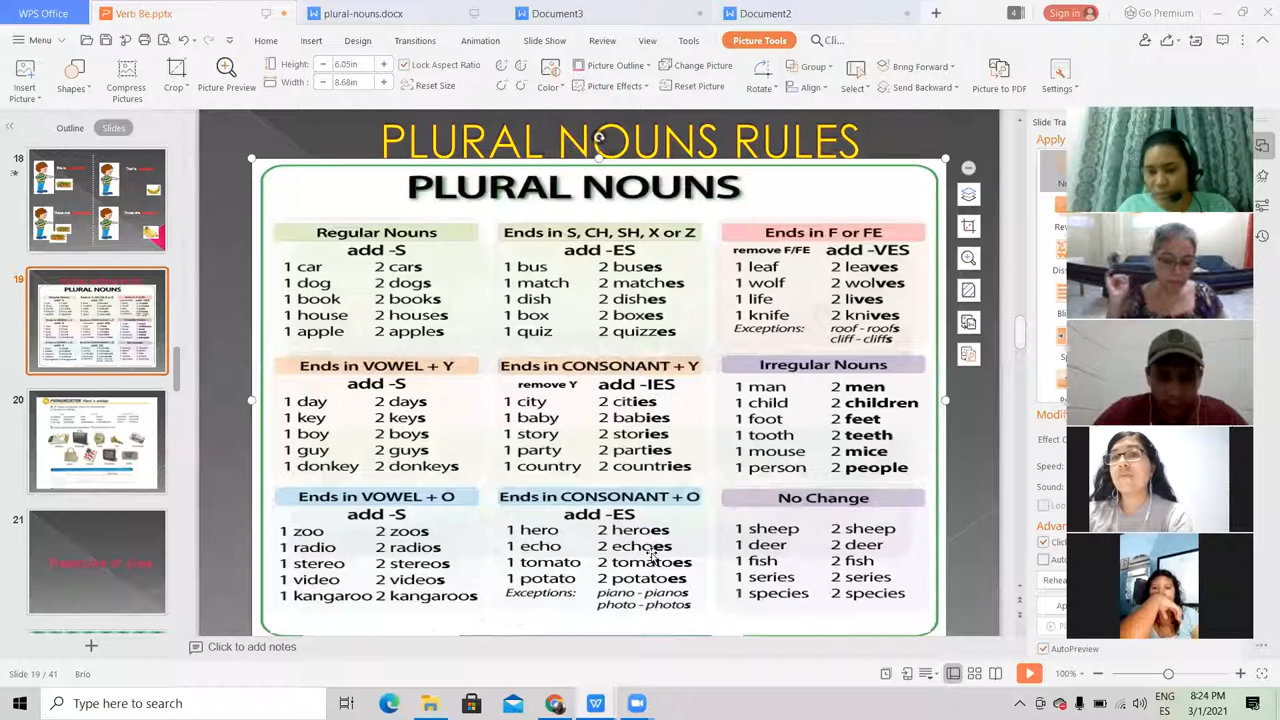 Verb Be.pptx
plural nouns.docx
Document3
Document2
4
Sign in
Go Premium
Menu
Home
Insert
Design
Transitions
Animation
Slide Show
Review
View
Tools
Picture Tools
Cli...
Insert Picture
Shapes
Compress Pictures
Crop
Picture Preview
Height: 6.05in
Width : 8.68in
Lock Aspect Ratio
Reset Size
Color
Picture Outline
Picture Effects
Change Picture
Reset Picture
Rotate
Group
Align
Select
Bring Forward
Send Backward
Picture to PDF
Settings
Outline
Slides
18
19
PLURAL NOUNS
20
21
PLURAL NOUNS RULES
PLURAL NOUNS
Regular Nouns
add -S
1 car 2 cars
1 dog 2 dogs
1 book 2 books
1 house 2 houses
1 apple 2 apples
Ends in S, CH, SH, X or Z
add -ES
1 bus 2 buses
1 match 2 matches
1 dish 2 dishes
1 box 2 boxes
1 quiz 2 quizzes
Ends in F or FE
remove F/FE add -VES
1 leaf 2 leaves
1 wolf 2 wolves
1 life 2 lives
1 knife 2 knives
Exceptions: roof - roofs
cliff - cliffs
Ends in VOWEL + Y
add -S
1 day 2 days
1 key 2 keys
1 boy 2 boys
1 guy 2 guys
1 donkey 2 donkeys
Ends in CONSONANT + Y
remove Y add -IES
1 city 2 cities
1 baby 2 babies
1 story 2 stories
1 party 2 parties
1 country 2 countries
Irregular Nouns
1 man 2 men
1 child 2 children
1 foot 2 feet
1 tooth 2 teeth
1 mouse 2 mice
1 person 2 people
Ends in VOWEL + O
add -S
1 zoo 2 zoos
1 radio 2 radios
1 stereo 2 stereos
1 video 2 videos
1 kangaroo 2 kangaroos
Ends in CONSONANT + O
add -ES
1 hero 2 heroes
1 echo 2 echoes
1 tomato 2 tomatoes
1 potato 2 potatoes
Exceptions: piano - pianos
photo - photos
No Change
1 sheep 2 sheep
1 deer 2 deer
1 fish 2 fish
1 series 2 series
1 species 2 species
Slide Tra
Apply
Modif
Effect C
Speed:
Sound:
Advan
AutoPreview
Click to add notes
Slide 19 / 41
Brío
100%
Type here to search
ENG
ES
8:24 PM
3/1/2021